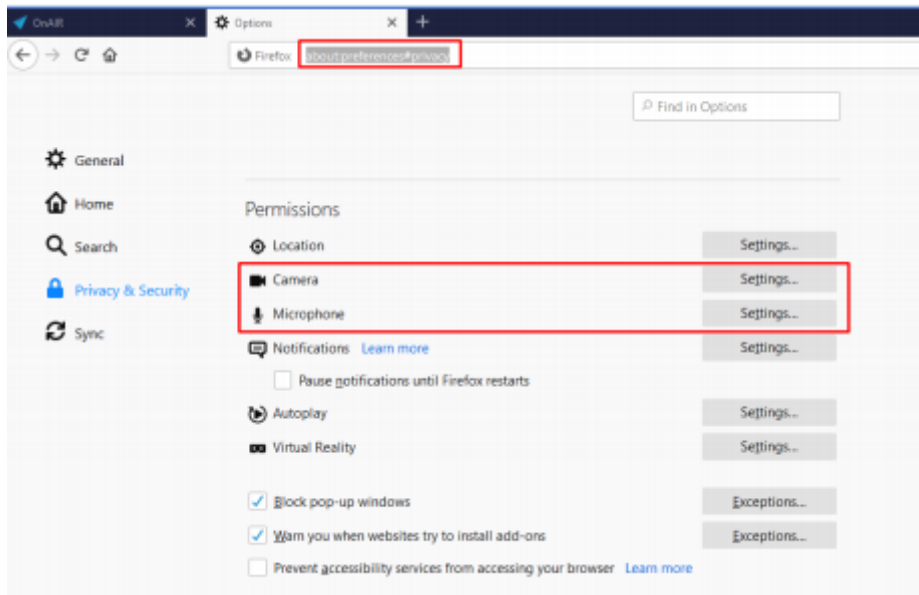 OnAIR
Options
Firefox about:preferences#privacy
Find in Options
General
Home
Search
Privacy & Security
Sync
Permissions
Location Settings...
Camera Settings...
Microphone Settings...
Notifications Learn more Settings...
Pause notifications until Firefox restarts
Autoplay Settings...
Virtual Reality Settings...
Block pop-up windows Exceptions...
Warn you when websites try to install add-ons Exceptions...
Prevent accessibility services from accessing your browser Learn more